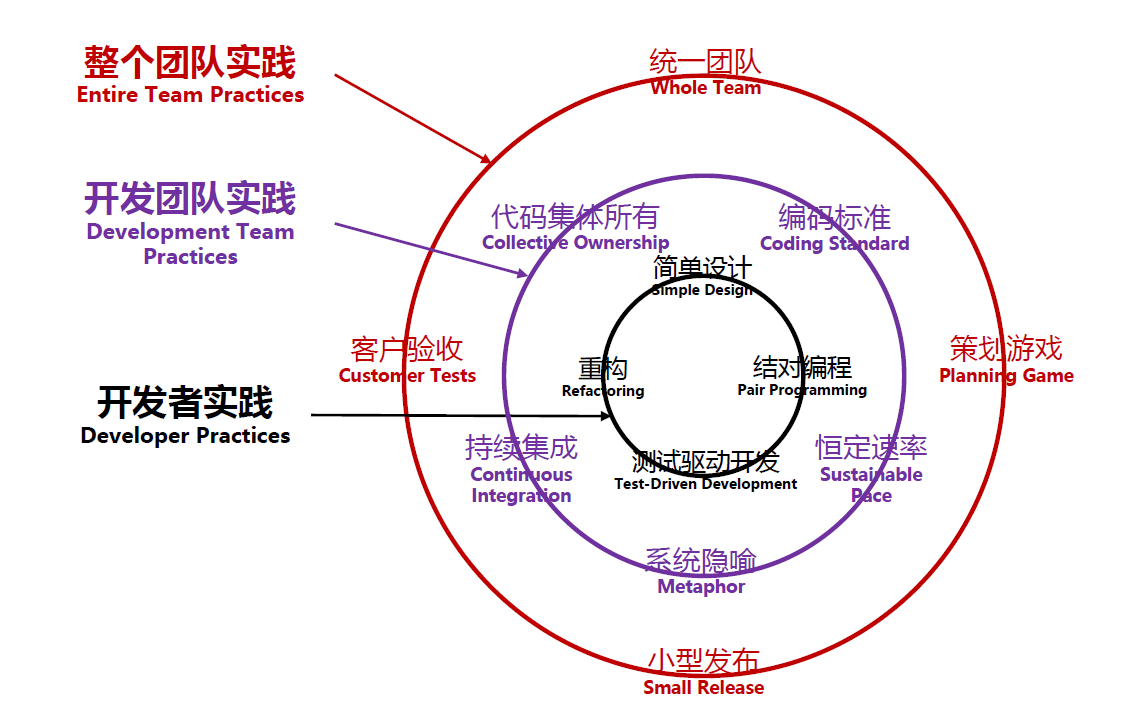 整个团队实践
Entire Team Practices
开发团队实践
Development Team
Practices
开发者实践
Developer Practices
统一团队
Whole Team
代码集体所有
Collective Ownership
编码标准
Coding Standard
简单设计
Simple Design
客户验收
Customer Tests
重构
Refactoring
结对编程
Pair Programming
策划游戏
Planning Game
持续集成
Continuous
Integration
测试驱动开发
Test-Driven Development
恒定速率
Sustainable
Pace
系统隐喻
Metaphor
小型发布
Small Release